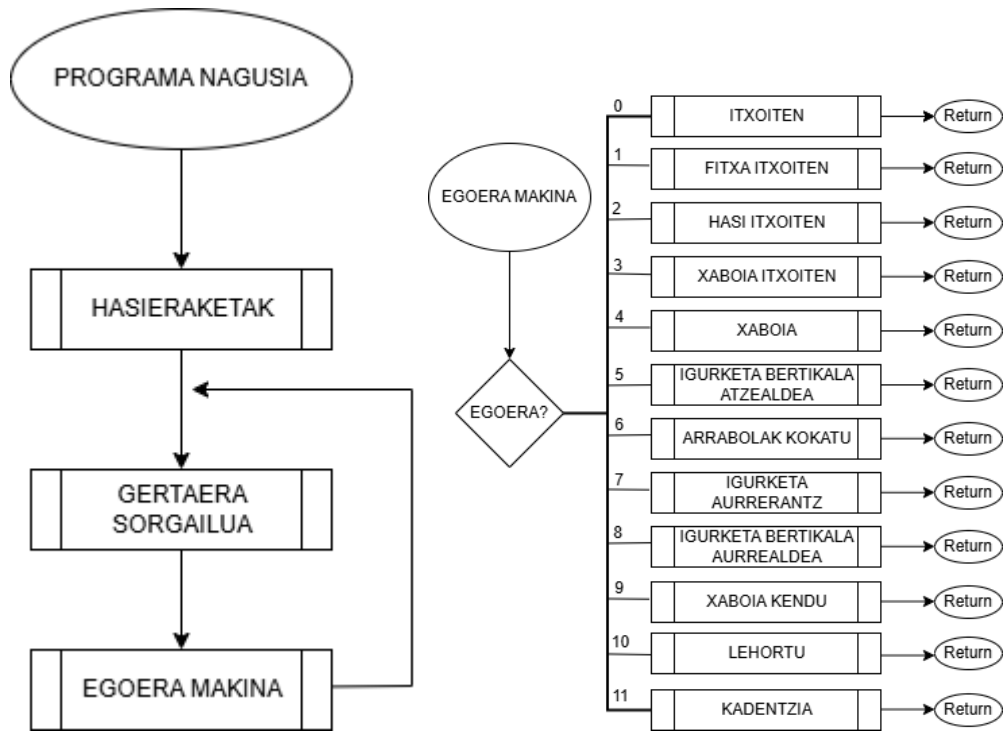 PROGRAMA NAGUSIA
HASIERAKETAK
GERTAERA
SORGAILUA
EGOERA MAKINA
EGOERA MAKINA
EGOERA?
0
ITXOITEN
Return
1
FITXA ITXOITEN
Return
2
HASI ITXOITEN
Return
3
XABOIA ITXOITEN
Return
4
XABOIA
Return
5
IGURKETA BERTIKALA
ATZEALDEA
Return
6
ARRABOLAK KOKATU
Return
7
IGURKETA
AURRERANTZ
Return
8
IGURKETA BERTIKALA
AURREALDEA
Return
9
XABOIA KENDU
Return
10
LEHORTU
Return
11
KADENTZIA
Return